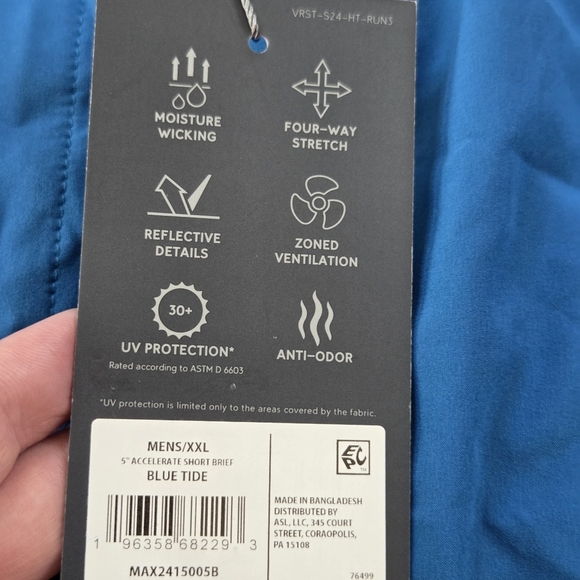 VRST-S24-HT-RUN3
MOISTURE
WICKING
FOUR-WAY
STRETCH
REFLECTIVE
DETAILS
ZONED
VENTILATION
30+
UV PROTECTION*
Rated according to ASTM D 6603
ANTI-ODOR
*UV protection is limited only to the areas covered by the fabric.
MENS/XXL
5" ACCELERATE SHORT BRIEF
BLUE TIDE
1 96358 68229 3
MAX2415005B
EPC™
MADE IN BANGLADESH
DISTRIBUTED BY
ASL, LLC, 345 COURT
STREET, CORAOPOLIS,
PA 15108
76499